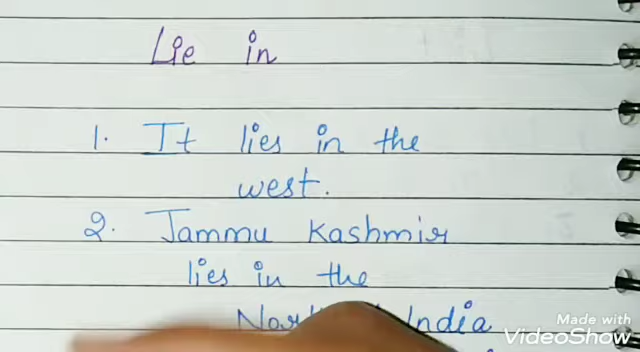 Lie in
1. It lies in the
west.
2. Jammu Kashmir
lies in the
India
Made with
VideoShow